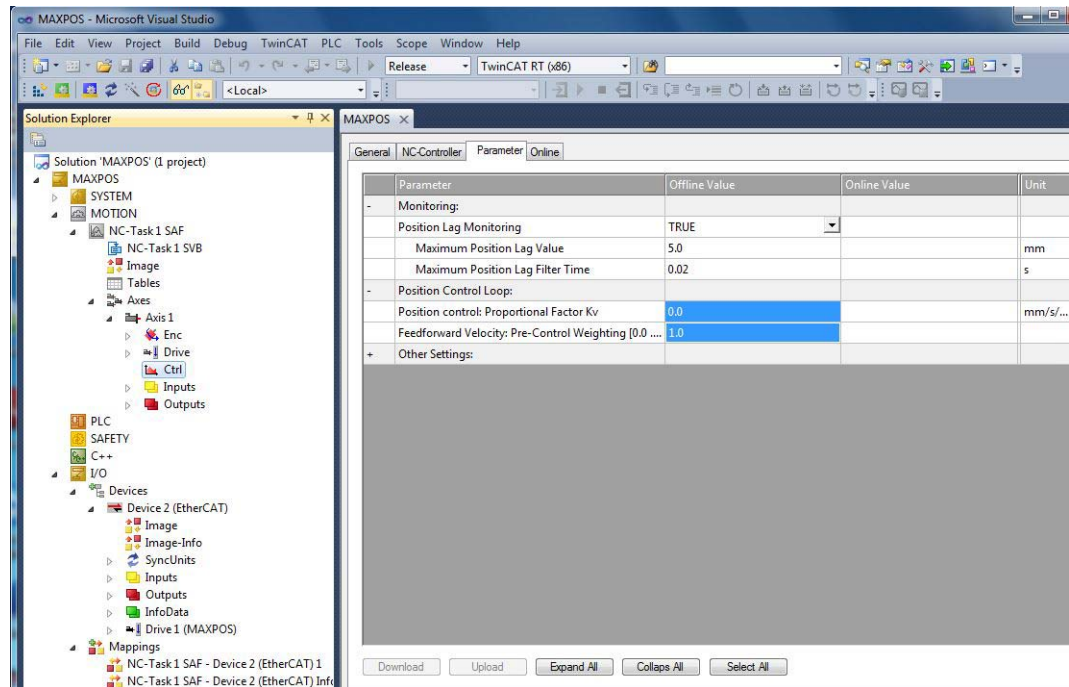 MAXPOS - Microsoft Visual Studio
File Edit View Project Build Debug TwinCAT PLC Tools Scope Window Help
Release TwinCAT RT (x86)
<Local>
Solution Explorer
MAXPOS
Solution 'MAXPOS' (1 project)
MAXPOS
SYSTEM
MOTION
NC-Task 1 SAF
NC-Task 1 SVB
Image
Tables
Axes
Axis 1
Enc
Drive
Ctrl
Inputs
Outputs
PLC
SAFETY
C++
I/O
Devices
Device 2 (EtherCAT)
Image
Image-Info
SyncUnits
Inputs
Outputs
InfoData
Drive 1 (MAXPOS)
Mappings
NC-Task 1 SAF - Device 2 (EtherCAT) 1
NC-Task 1 SAF - Device 2 (EtherCAT) Info
General NC-Controller Parameter Online
Parameter Offline Value Online Value Unit
- Monitoring:
Position Lag Monitoring TRUE
Maximum Position Lag Value 5.0 mm
Maximum Position Lag Filter Time 0.02 s
- Position Control Loop:
Position control: Proportional Factor Kv 0.0 mm/s/...
Feedforward Velocity: Pre-Control Weighting [0.0 .... 1.0
+ Other Settings:
Download Upload Expand All Collaps All Select All